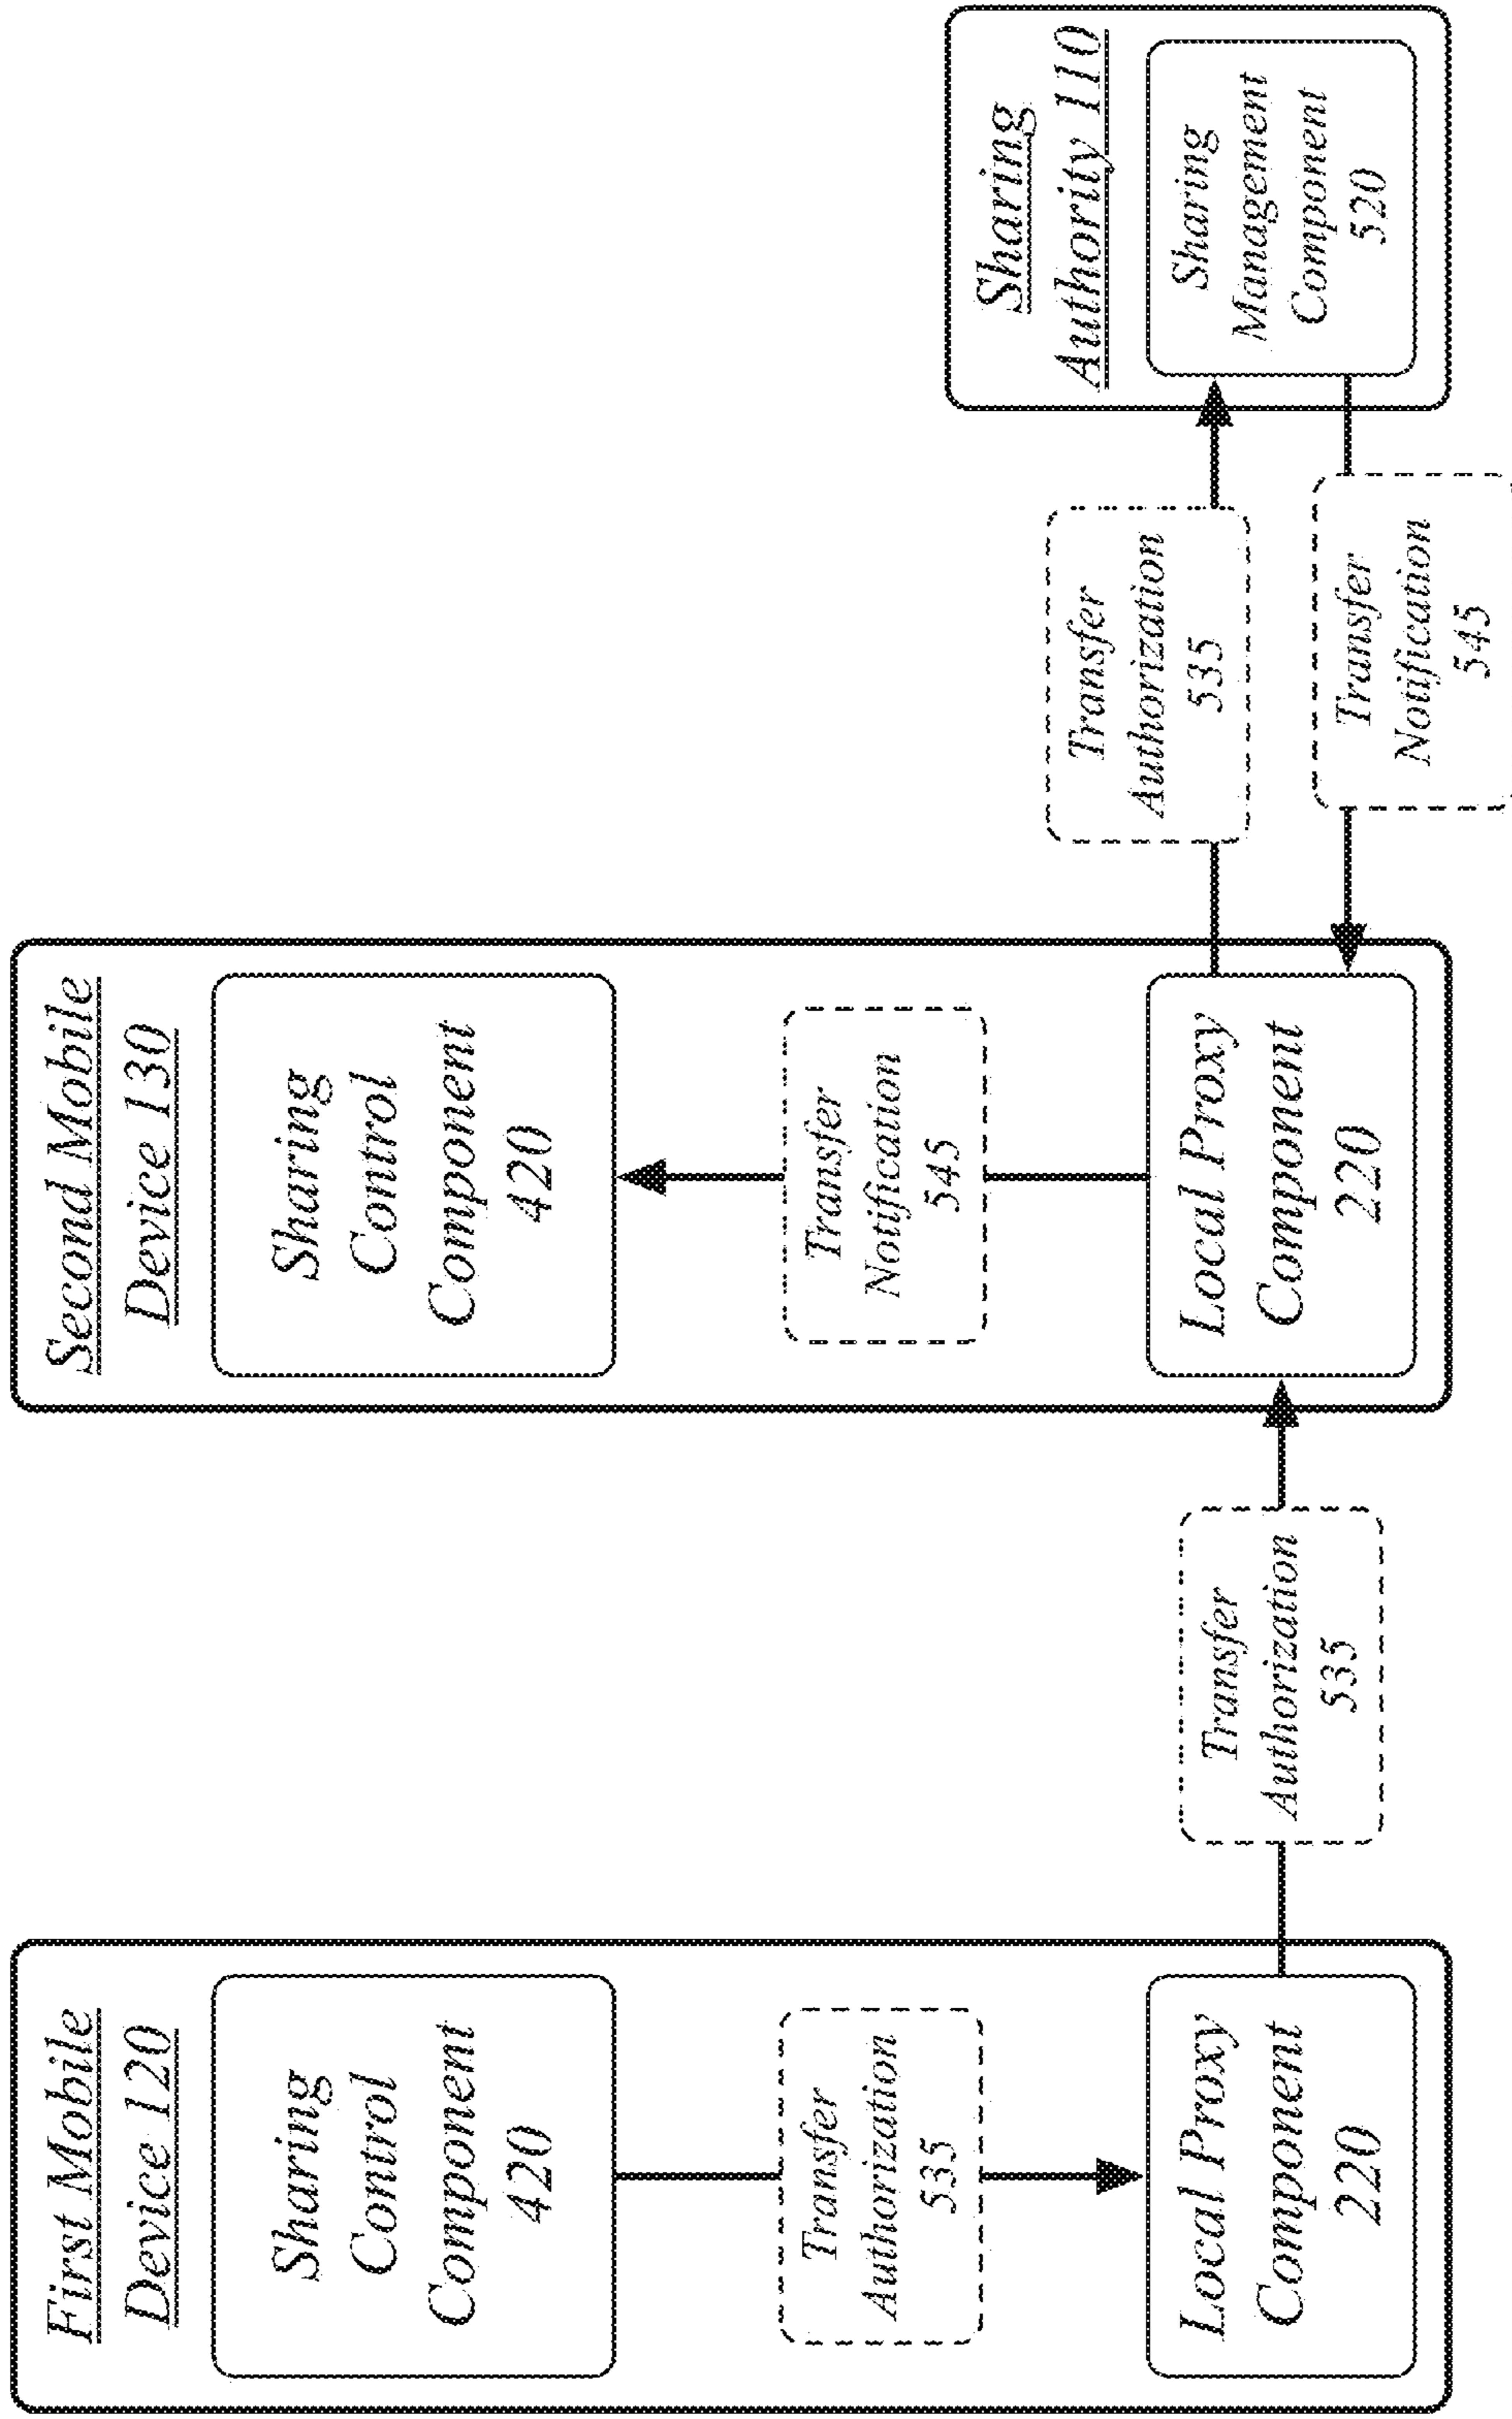 First Mobile
Device 120
Sharing
Control
Component
420
Transfer
Authorization
535
Local Proxy
Component
220
Transfer
Authorization
535
Second Mobile
Device 130
Sharing
Control
Component
420
Transfer
Notification
545
Local Proxy
Component
220
Transfer
Authorization
535
Transfer
Notification
545
Sharing
Authority 110
Sharing
Management
Component
520